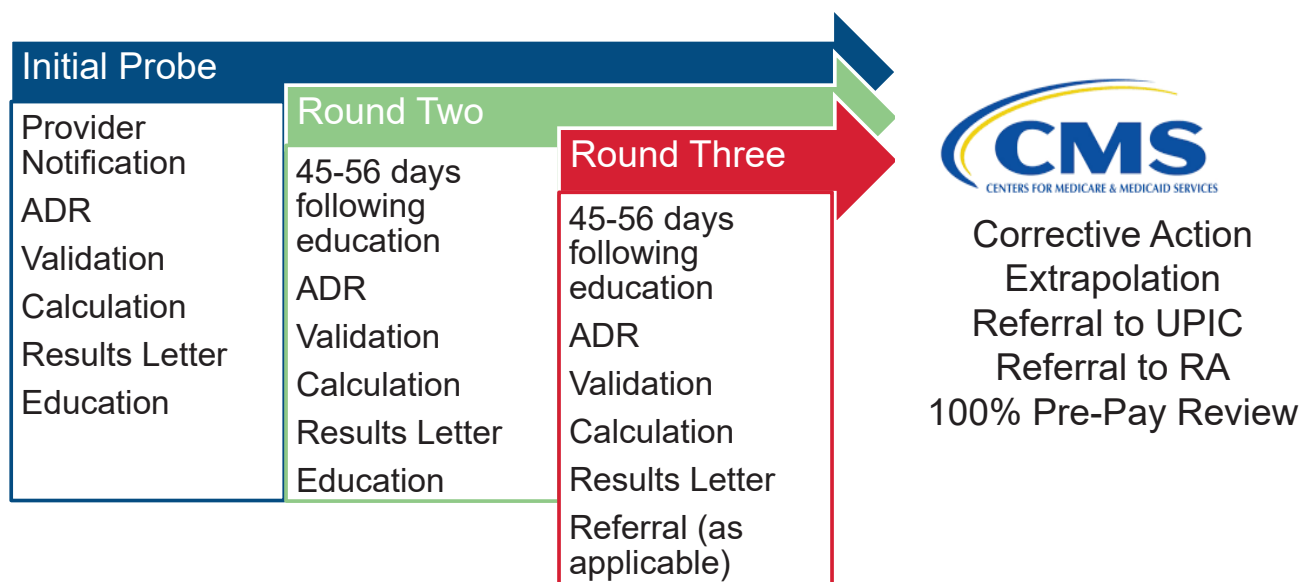 Initial Probe
Provider
Notification
ADR
Validation
Calculation
Results Letter
Education
Round Two
45-56 days
following
education
ADR
Validation
Calculation
Results Letter
Education
Round Three
45-56 days
following
education
ADR
Validation
Calculation
Results Letter
Referral (as
applicable)
CMS
CENTERS FOR MEDICARE & MEDICAID SERVICES
Corrective Action
Extrapolation
Referral to UPIC
Referral to RA
100% Pre-Pay Review